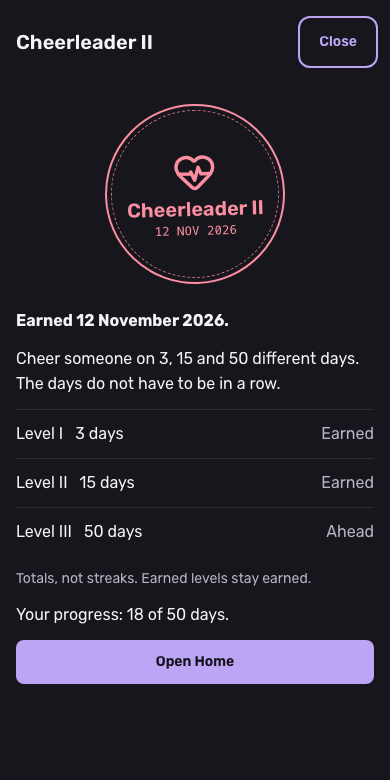 Cheerleader II
Close
Cheerleader II
12 NOV 2026
Earned 12 November 2026.
Cheer someone on 3, 15 and 50 different days.
The days do not have to be in a row.
Level I 3 days Earned
Level II 15 days Earned
Level III 50 days Ahead
Totals, not streaks. Earned levels stay earned.
Your progress: 18 of 50 days.
Open Home